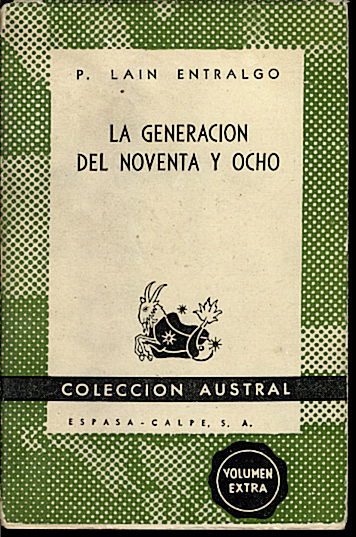 P. LAIN ENTRALGO
LA GENERACION
DEL NOVENTA Y OCHO
COLECCION AUSTRAL
ESPASA-CALPE, S. A.
VOLUMEN
EXTRA